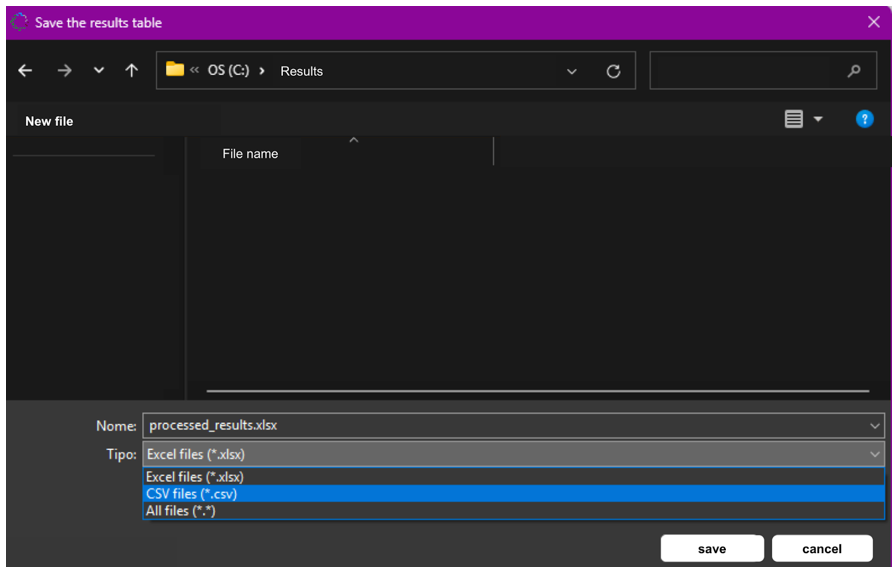 Save the results table
OS (C:) Results
New file
File name
Nome: processed_results.xlsx
Tipo: Excel files (*.xlsx)
Excel files (*.xlsx)
CSV files (*.csv)
All files (*.*)
save cancel